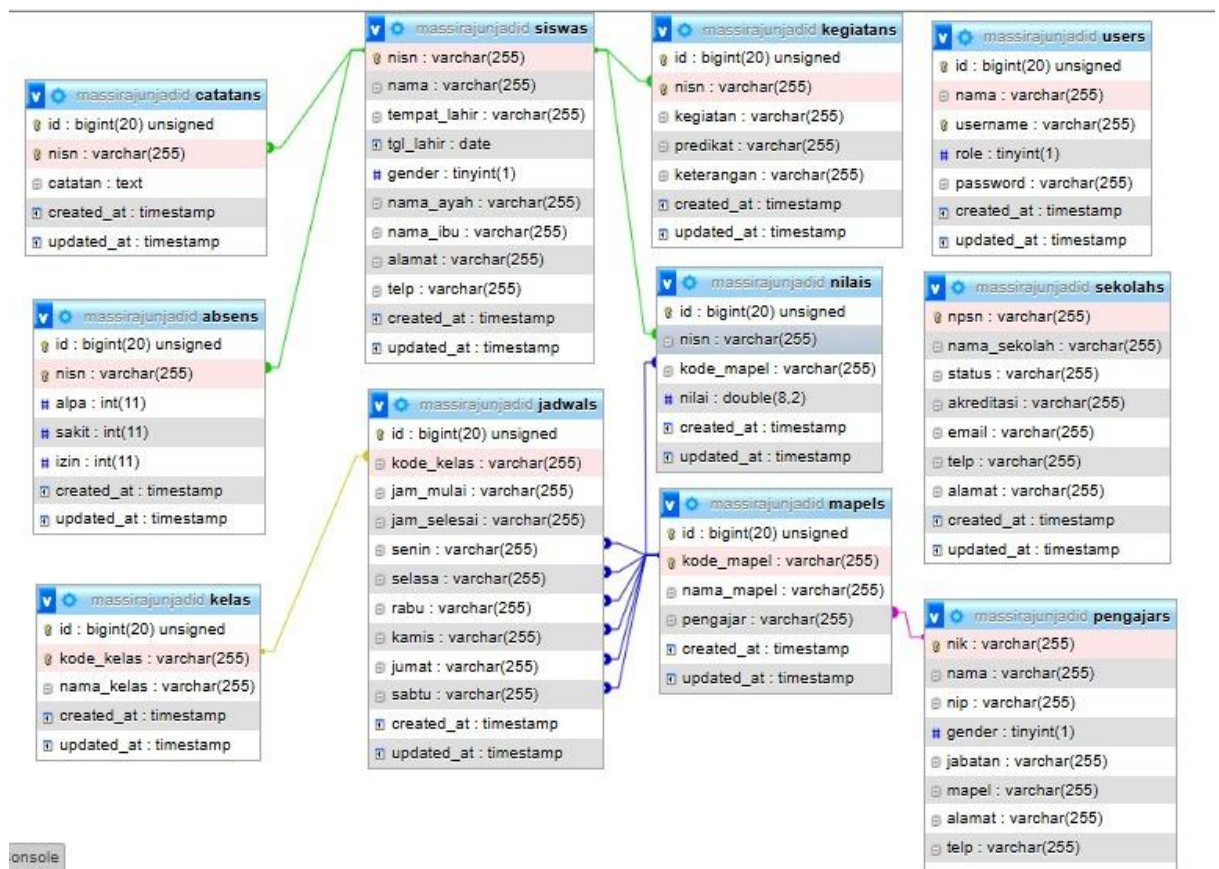 massirajunjadid catatans
id : bigint(20) unsigned
nisn : varchar(255)
catatan : text
created_at : timestamp
updated_at : timestamp
massirajunjadid absens
id : bigint(20) unsigned
nisn : varchar(255)
alpa : int(11)
sakit : int(11)
izin : int(11)
created_at : timestamp
updated_at : timestamp
massirajunjadid kelas
id : bigint(20) unsigned
kode_kelas : varchar(255)
nama_kelas : varchar(255)
created_at : timestamp
updated_at : timestamp
massirajunjadid siswas
nisn : varchar(255)
nama : varchar(255)
tempat_lahir : varchar(255)
tgl_lahir : date
gender : tinyint(1)
nama_ayah : varchar(255)
nama_ibu : varchar(255)
alamat : varchar(255)
telp : varchar(255)
created_at : timestamp
updated_at : timestamp
massirajunjadid jadwals
id : bigint(20) unsigned
kode_kelas : varchar(255)
jam_mulai : varchar(255)
jam_selesai : varchar(255)
senin : varchar(255)
selasa : varchar(255)
rabu : varchar(255)
kamis : varchar(255)
jumat : varchar(255)
sabtu : varchar(255)
created_at : timestamp
updated_at : timestamp
massirajunjadid kegiatans
id : bigint(20) unsigned
nisn : varchar(255)
kegiatan : varchar(255)
predikat : varchar(255)
keterangan : varchar(255)
created_at : timestamp
updated_at : timestamp
massirajunjadid nilais
id : bigint(20) unsigned
nisn : varchar(255)
kode_mapel : varchar(255)
nilai : double(8,2)
created_at : timestamp
updated_at : timestamp
massirajunjadid mapels
id : bigint(20) unsigned
kode_mapel : varchar(255)
nama_mapel : varchar(255)
pengajar : varchar(255)
created_at : timestamp
updated_at : timestamp
massirajunjadid users
id : bigint(20) unsigned
nama : varchar(255)
username : varchar(255)
role : tinyint(1)
password : varchar(255)
created_at : timestamp
updated_at : timestamp
massirajunjadid sekolahs
npsn : varchar(255)
nama_sekolah : varchar(255)
status : varchar(255)
akreditasi : varchar(255)
email : varchar(255)
telp : varchar(255)
alamat : varchar(255)
created_at : timestamp
updated_at : timestamp
massirajunjadid pengajars
nik : varchar(255)
nama : varchar(255)
nip : varchar(255)
gender : tinyint(1)
jabatan : varchar(255)
mapel : varchar(255)
alamat : varchar(255)
telp : varchar(255)
onsole